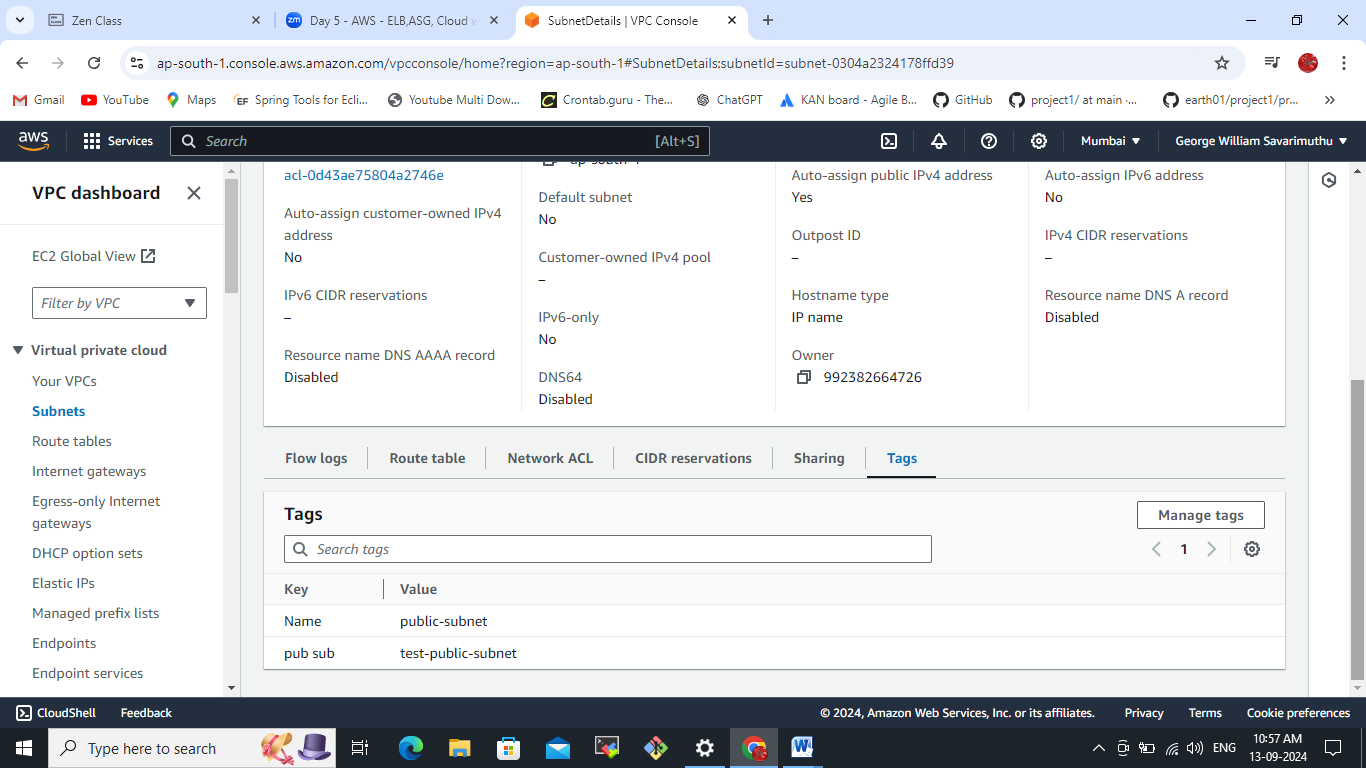 Zen Class
zm Day 5 - AWS - ELB,ASG, Cloud w
SubnetDetails | VPC Console
ap-south-1.console.aws.amazon.com/vpcconsole/home?region=ap-south-1#SubnetDetails:subnetId=subnet-0304a2324178ffd39
Gmail
YouTube
Maps
EF Spring Tools for Ecli...
Youtube Multi Dow...
Crontab.guru - The...
ChatGPT
KAN board - Agile B...
GitHub
project1/ at main ·...
earth01/project1/pr...
aws
Services
Search [Alt+S]
Mumbai
George William Savarimuthu
VPC dashboard
EC2 Global View
Filter by VPC
Virtual private cloud
Your VPCs
Subnets
Route tables
Internet gateways
Egress-only Internet
gateways
DHCP option sets
Elastic IPs
Managed prefix lists
Endpoints
Endpoint services
acl-0d43ae75804a2746e
Auto-assign customer-owned IPv4
address
No
IPv6 CIDR reservations
–
Resource name DNS AAAA record
Disabled
ap-south-1
Default subnet
No
Customer-owned IPv4 pool
–
IPv6-only
No
DNS64
Disabled
Auto-assign public IPv4 address
Yes
Outpost ID
–
Hostname type
IP name
Owner
992382664726
Auto-assign IPv6 address
No
IPv4 CIDR reservations
–
Resource name DNS A record
Disabled
Flow logs
Route table
Network ACL
CIDR reservations
Sharing
Tags
Tags
Manage tags
Search tags
1
Key Value
Name public-subnet
pub sub test-public-subnet
CloudShell
Feedback
© 2024, Amazon Web Services, Inc. or its affiliates.
Privacy
Terms
Cookie preferences
Type here to search
ENG
10:57 AM
13-09-2024